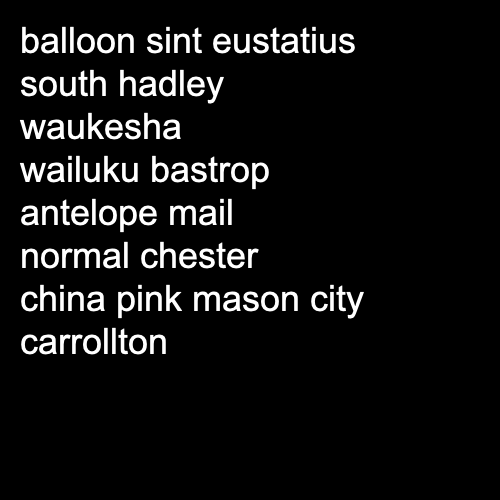 balloon sint eustatius
south hadley
waukesha
wailuku bastrop
antelope mail
normal chester
china pink mason city
carrollton